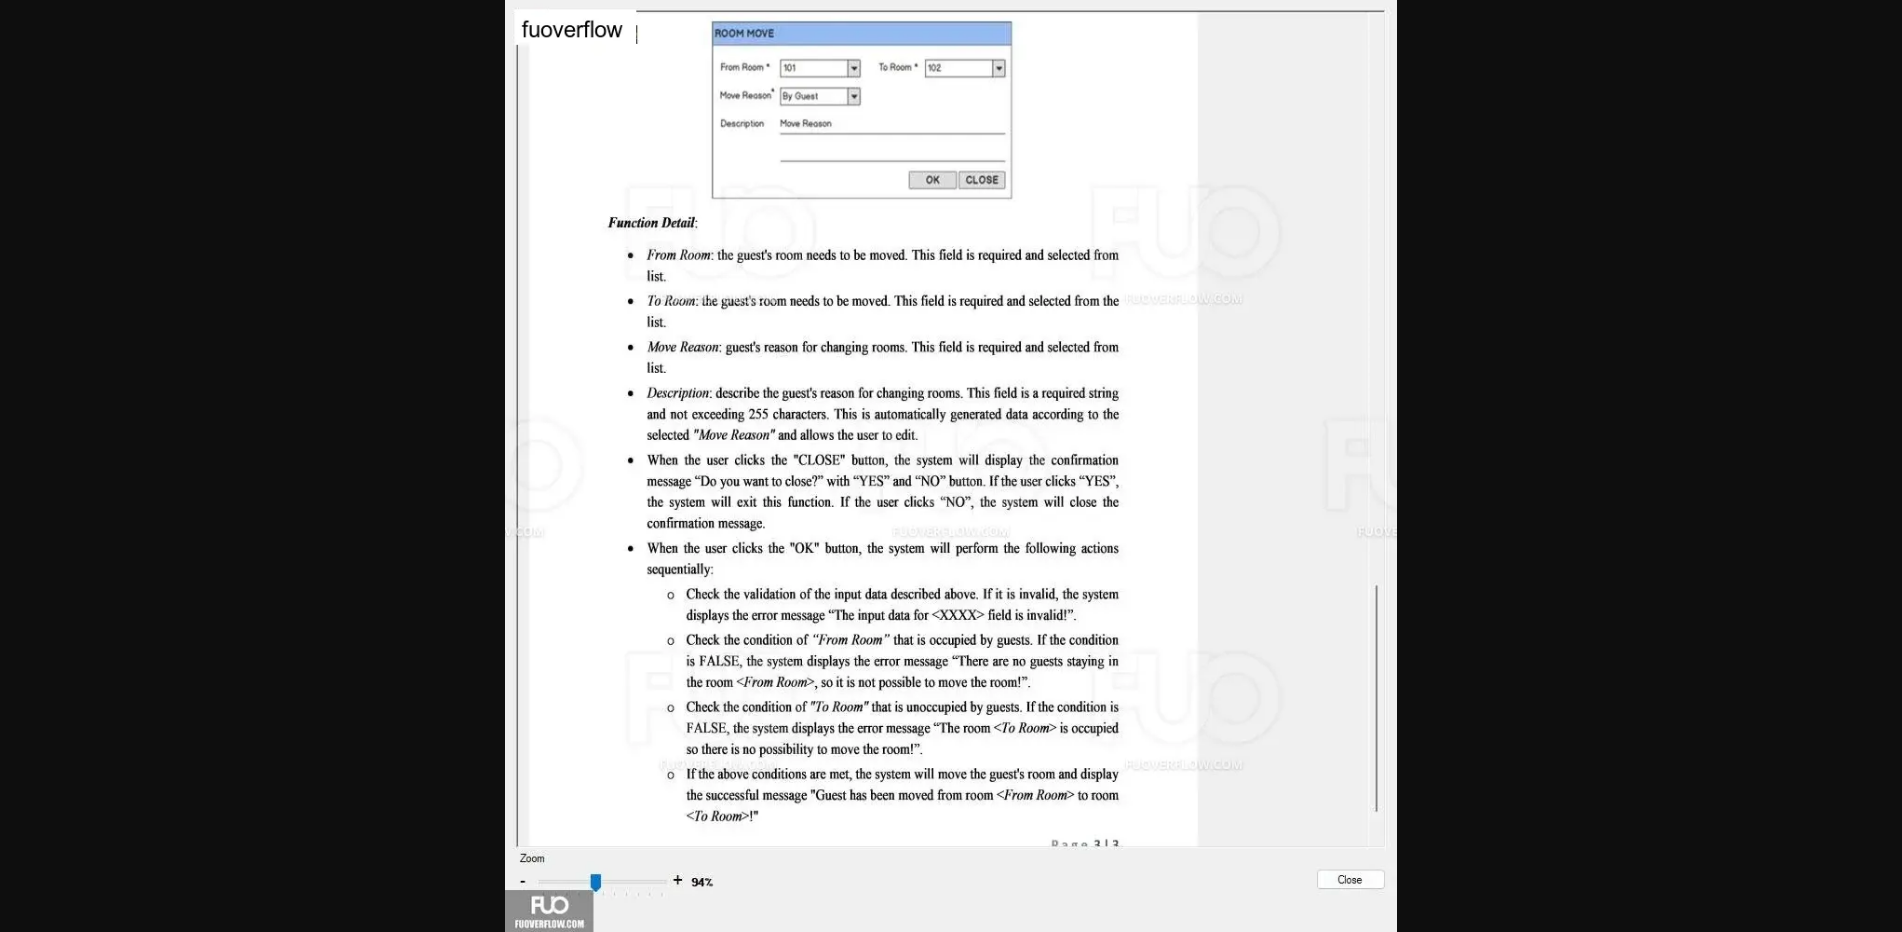 fuoverflow
ROOM MOVE
From Room * 101 To Room * 102
Move Reason* By Guest
Description Move Reason
OK CLOSE
Function Detail:
• From Room: the guest's room needs to be moved. This field is required and selected from
list.
• To Room: the guest's room needs to be moved. This field is required and selected from the
list.
• Move Reason: guest's reason for changing rooms. This field is required and selected from
list.
• Description: describe the guest's reason for changing rooms. This field is a required string
and not exceeding 255 characters. This is automatically generated data according to the
selected "Move Reason" and allows the user to edit.
• When the user clicks the "CLOSE" button, the system will display the confirmation
message “Do you want to close?” with “YES” and “NO” button. If the user clicks “YES”,
the system will exit this function. If the user clicks “NO”, the system will close the
confirmation message.
• When the user clicks the "OK" button, the system will perform the following actions
sequentially:
o Check the validation of the input data described above. If it is invalid, the system
displays the error message “The input data for <XXXX> field is invalid!”.
o Check the condition of “From Room” that is occupied by guests. If the condition
is FALSE, the system displays the error message “There are no guests staying in
the room <From Room>, so it is not possible to move the room!”.
o Check the condition of "To Room" that is unoccupied by guests. If the condition is
FALSE, the system displays the error message “The room <To Room> is occupied
so there is no possibility to move the room!”.
o If the above conditions are met, the system will move the guest's room and display
the successful message "Guest has been moved from room <From Room> to room
<To Room>!"
Page 3 | 3
Zoom
- + 94%
Close
FUO
FUOVERFLOW.COM